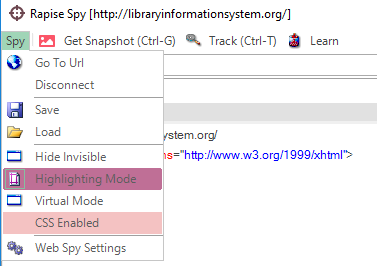 Rapise Spy [http://libraryinformationsystem.org/]
Spy Get Snapshot (Ctrl-G) Track (Ctrl-T) Learn
Go To Url
Disconnect
Save
Load
system.org/
Hide Invisible
ns="http://www.w3.org/1999/xhtml">
Highlighting Mode
Virtual Mode
CSS Enabled
Web Spy Settings